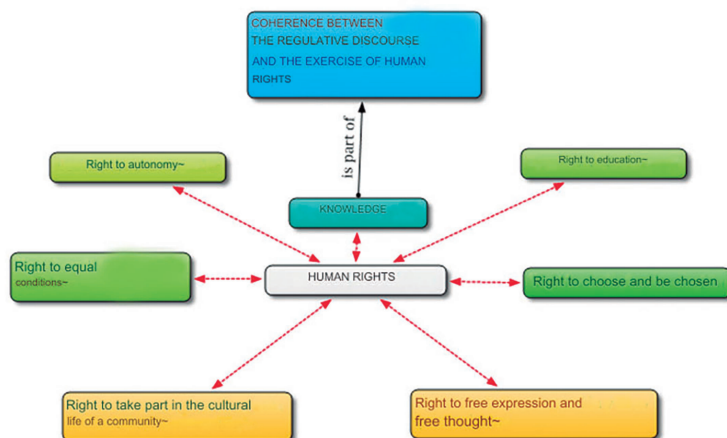 COHERENCE BETWEEN
THE REGULATIVE DISCOURSE
AND THE EXERCISE OF HUMAN
RIGHTS
is part of
Right to autonomy~
Right to education~
KNOWLEDGE
Right to equal
conditions~
HUMAN RIGHTS
Right to choose and be chosen
Right to take part in the cultural
life of a community~
Right to free expression and
free thought~